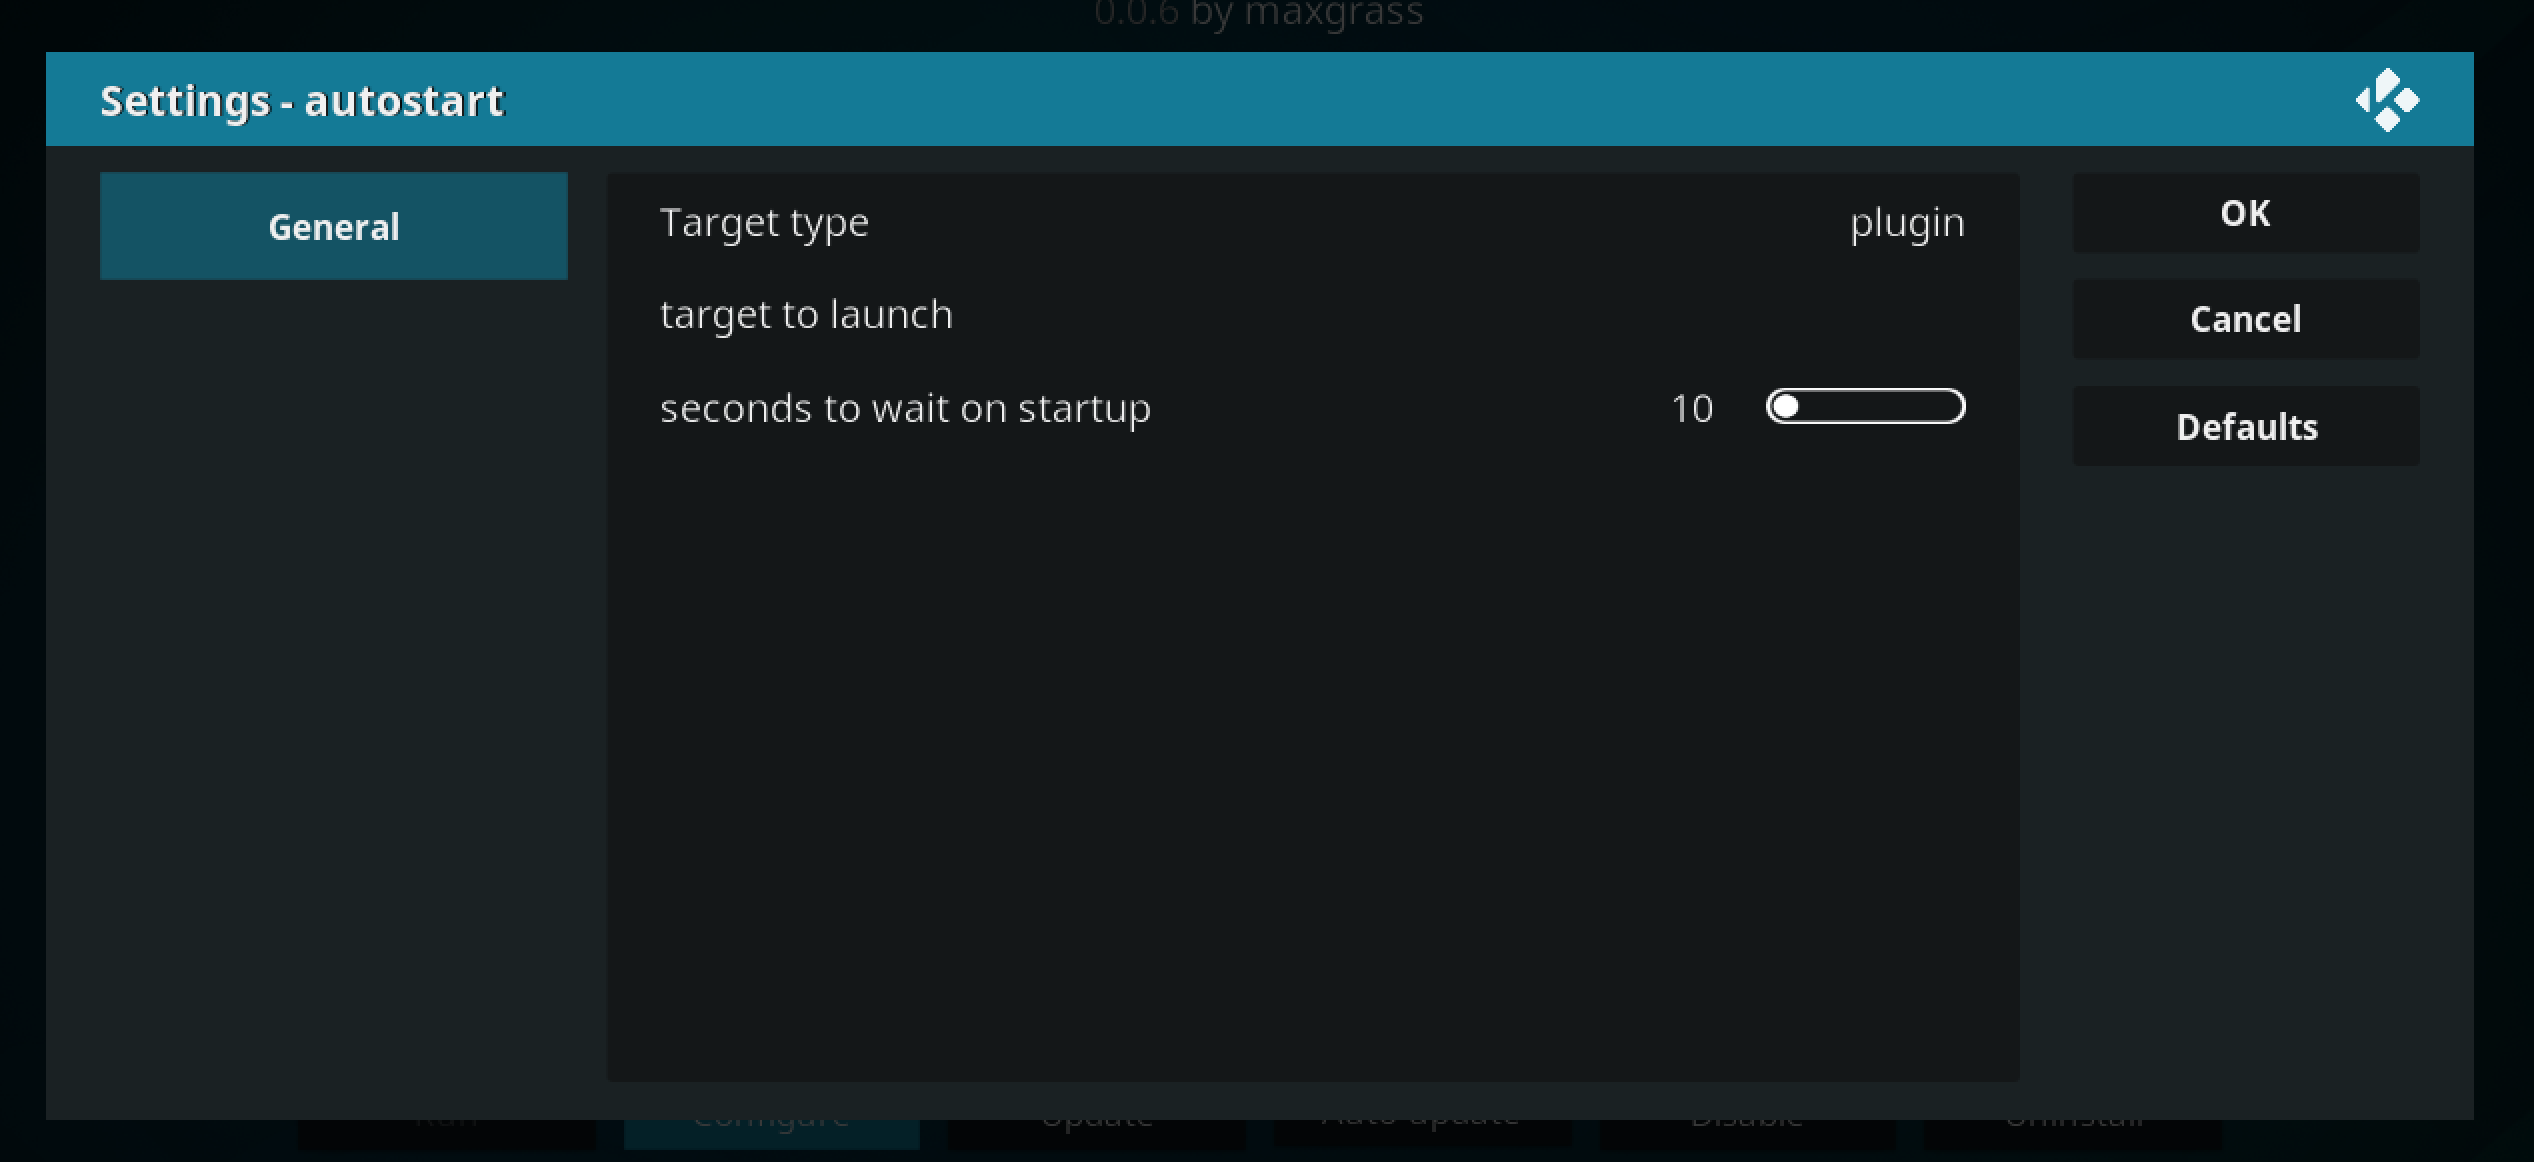 0.0.6 by maxgrass
Settings - autostart
General
Target type
plugin
target to launch
seconds to wait on startup
10
OK
Cancel
Defaults
Run
Configure
Update
Auto-update
Disable
Uninstall